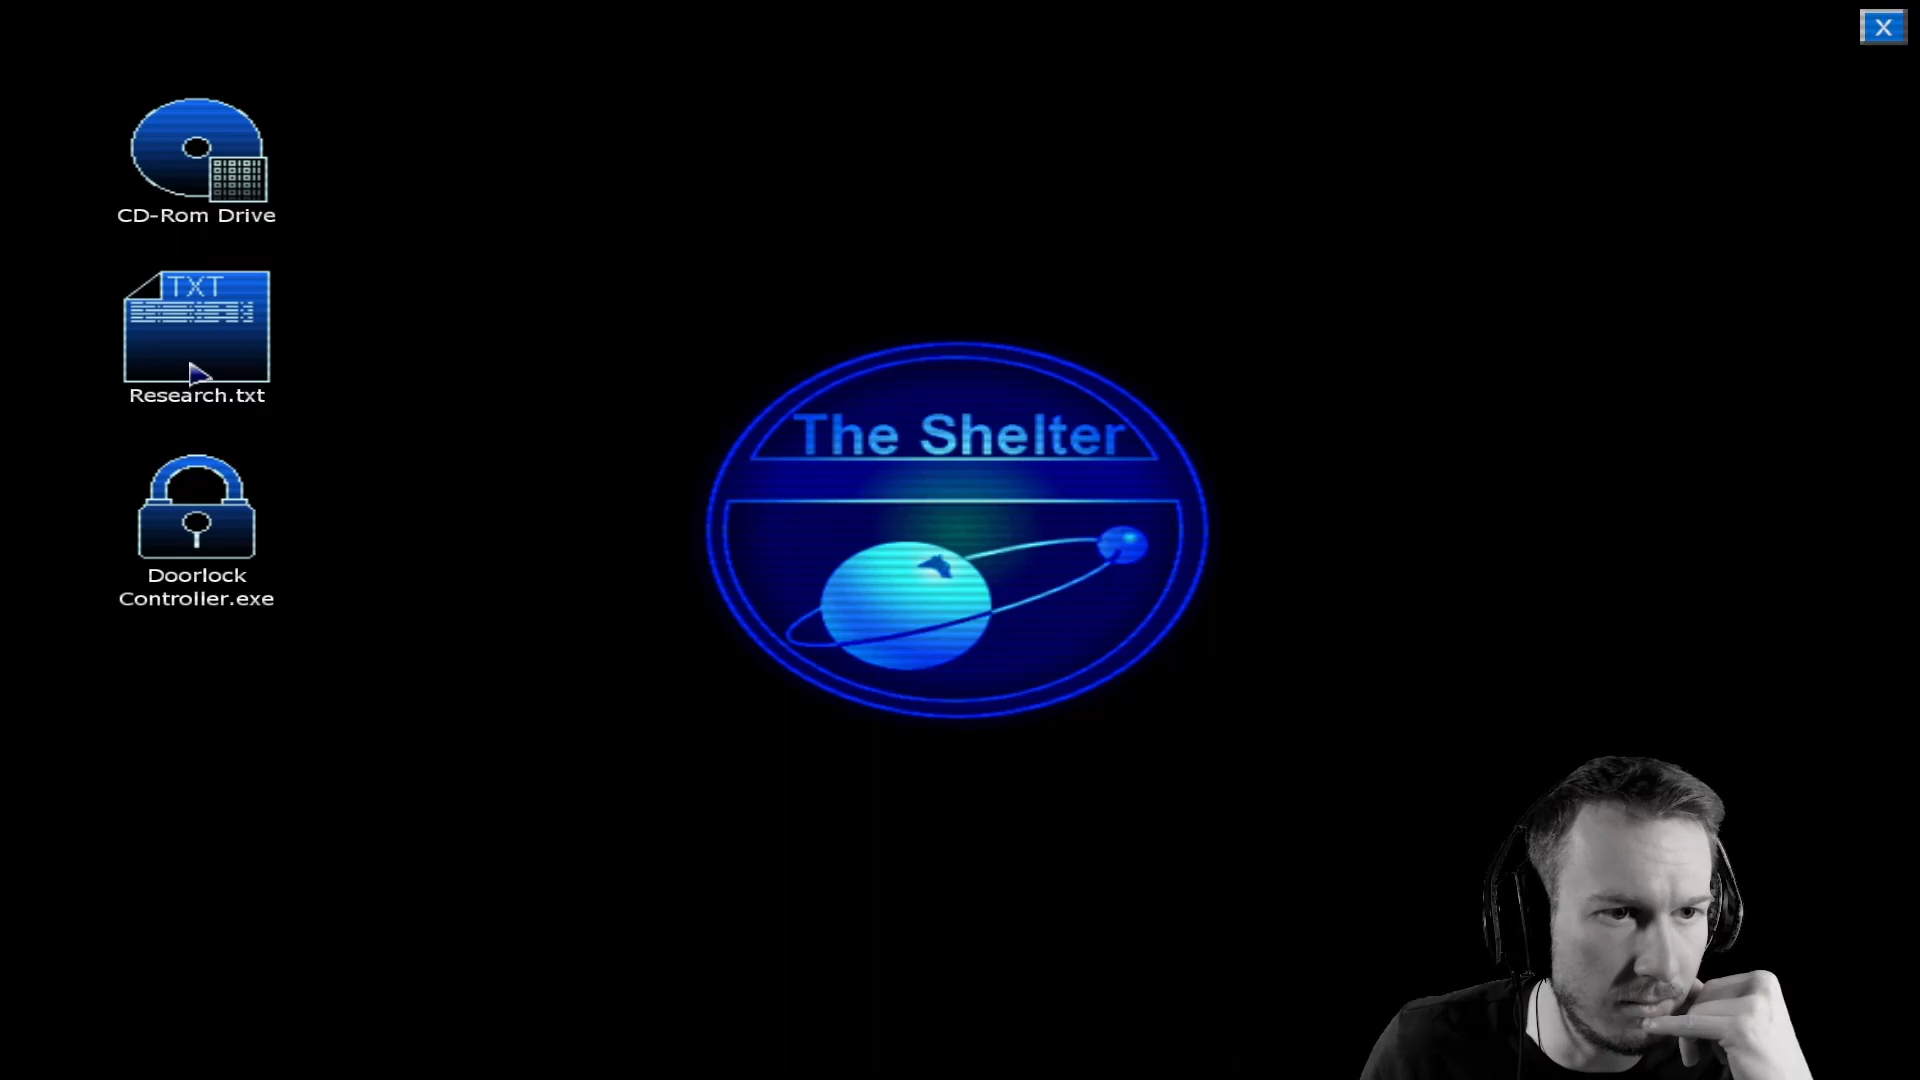 X
CD-Rom Drive
TXT
Research.txt
Doorlock
Controller.exe
The Shelter